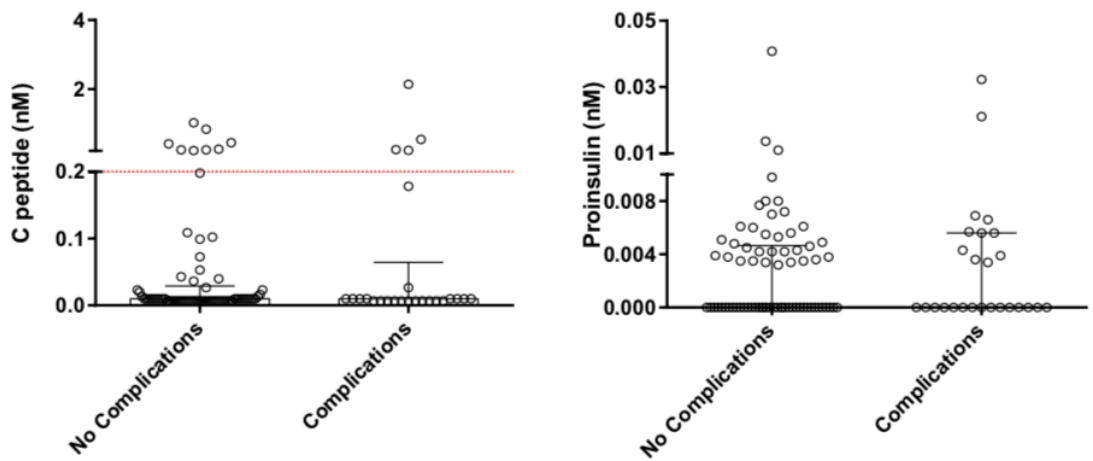 C peptide (nM)
4
2
0.2
0.1
0.0
No Complications
Complications
Proinsulin (nM)
0.05
0.03
0.01
0.008
0.004
0.000
No Complications
Complications